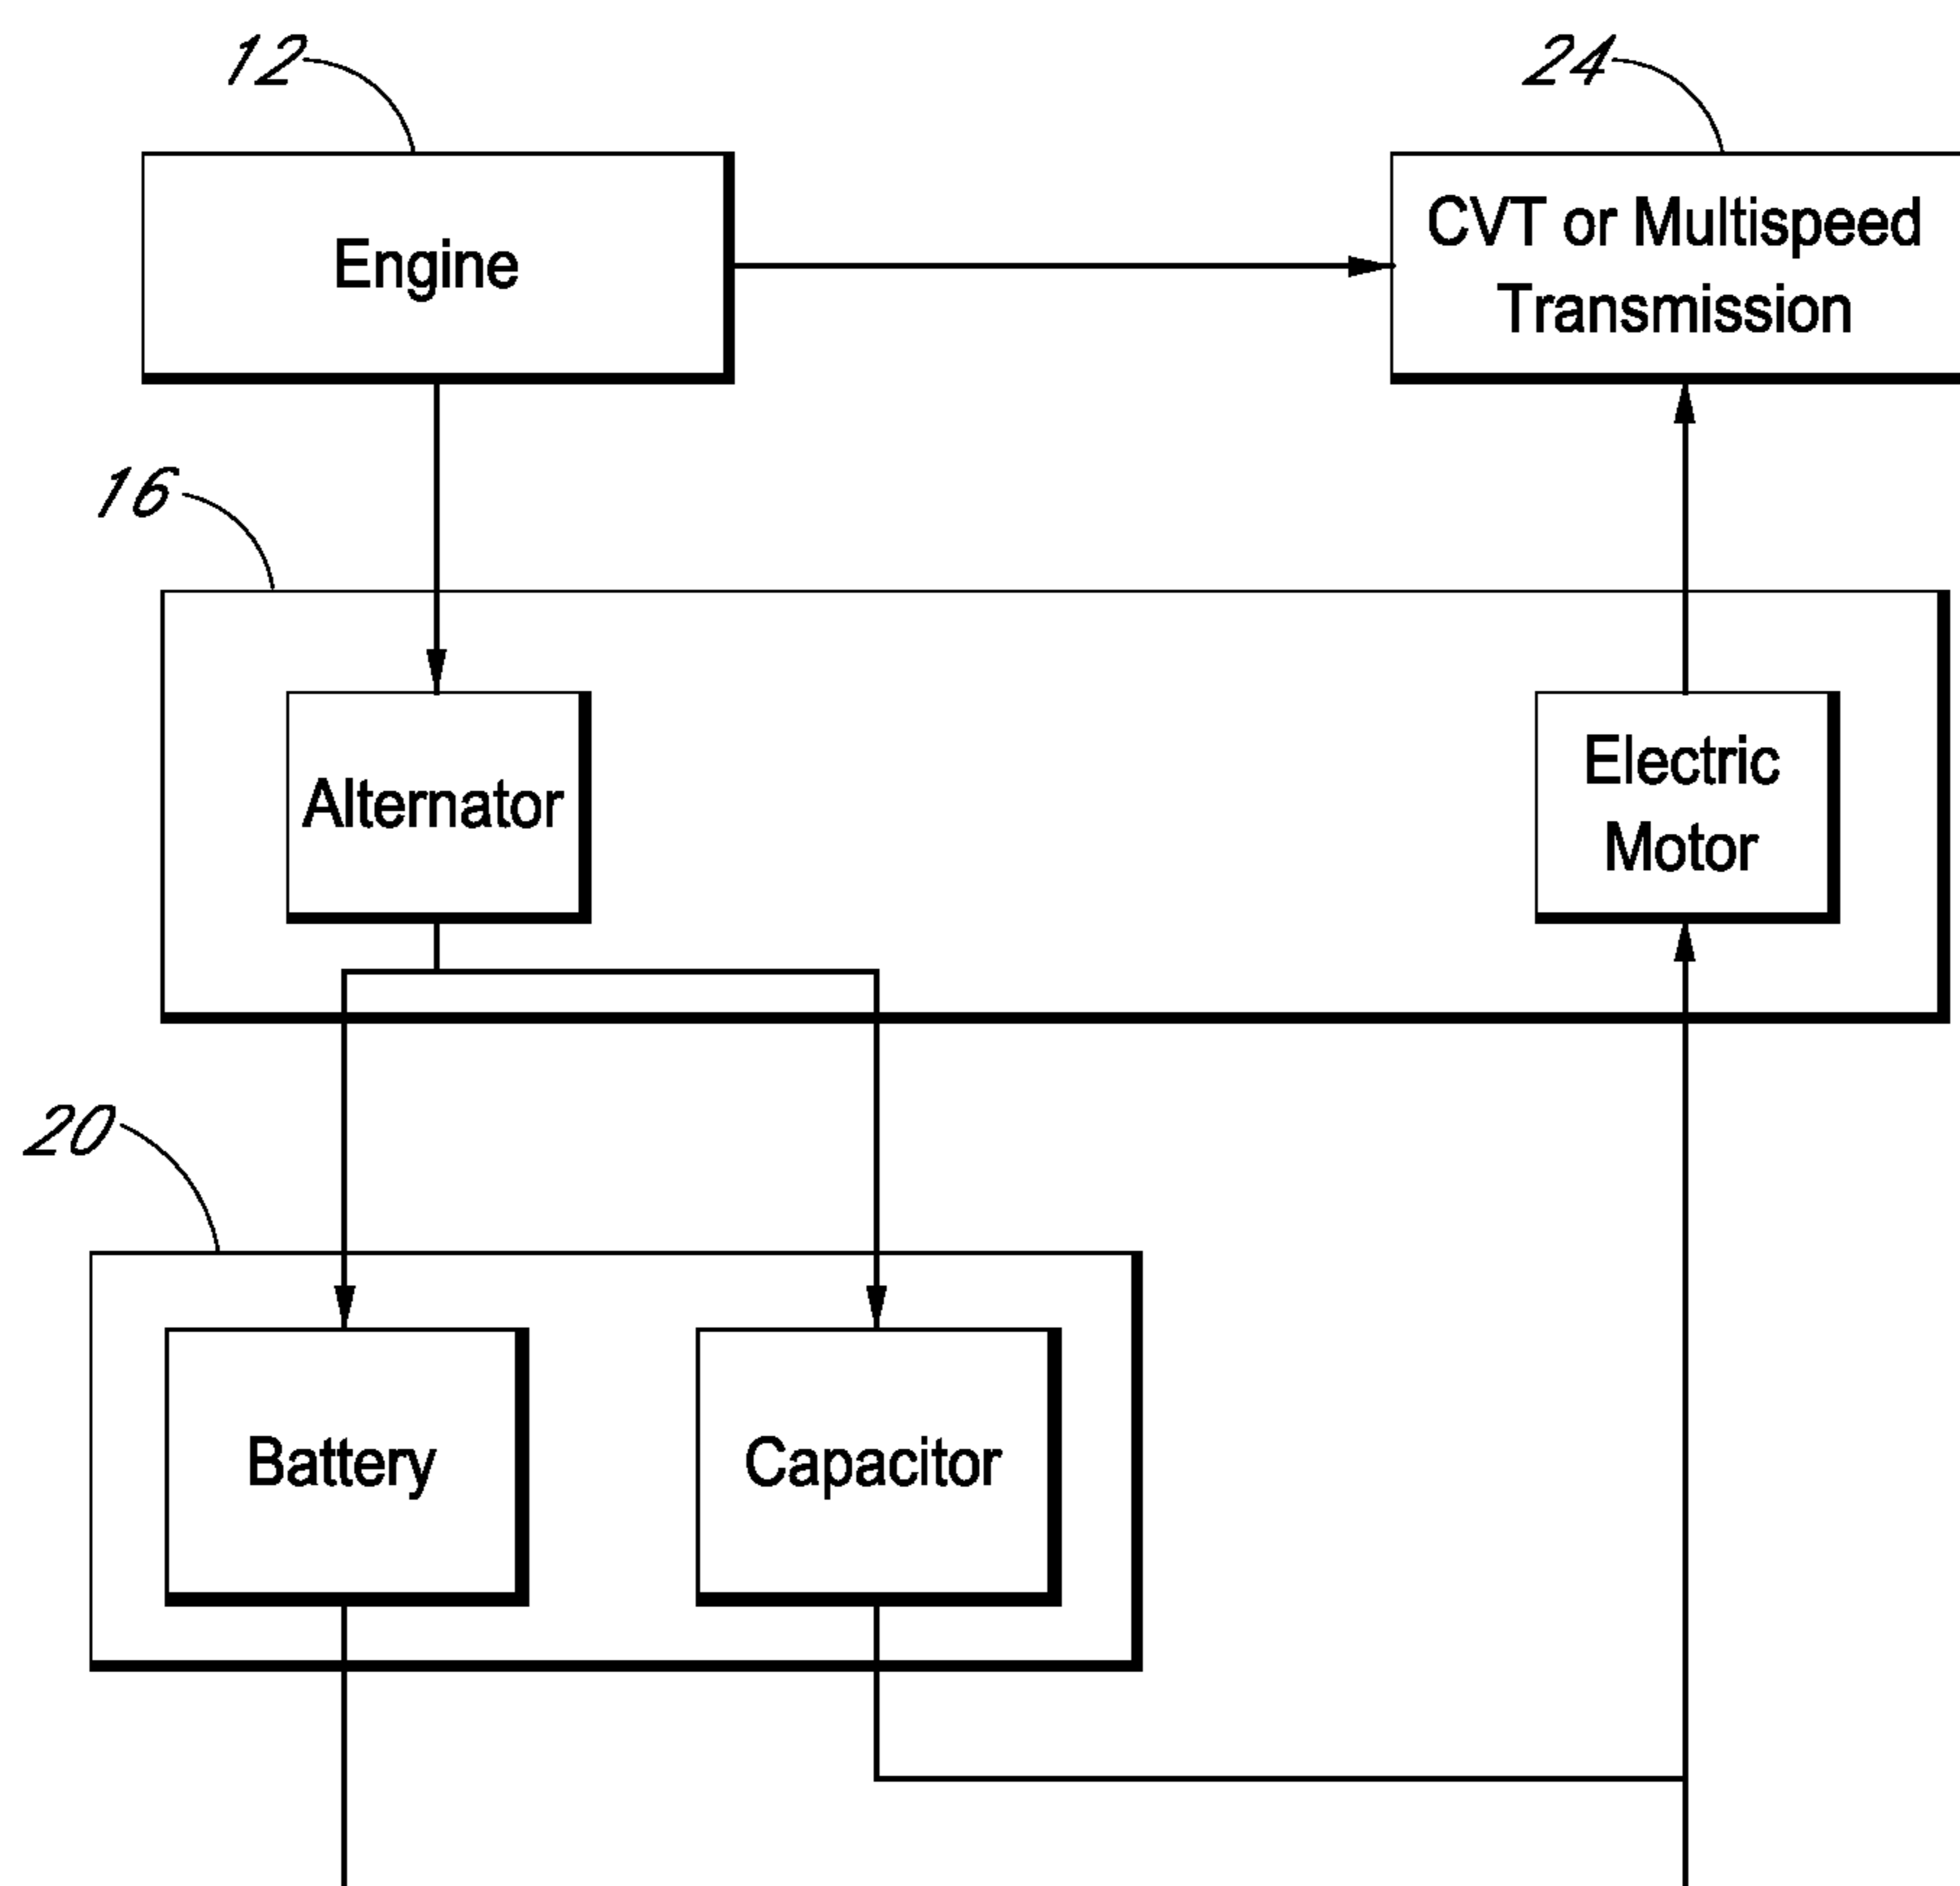 12
24
Engine
CVT or Multispeed
Transmission
16
Alternator
Electric
Motor
20
Battery
Capacitor